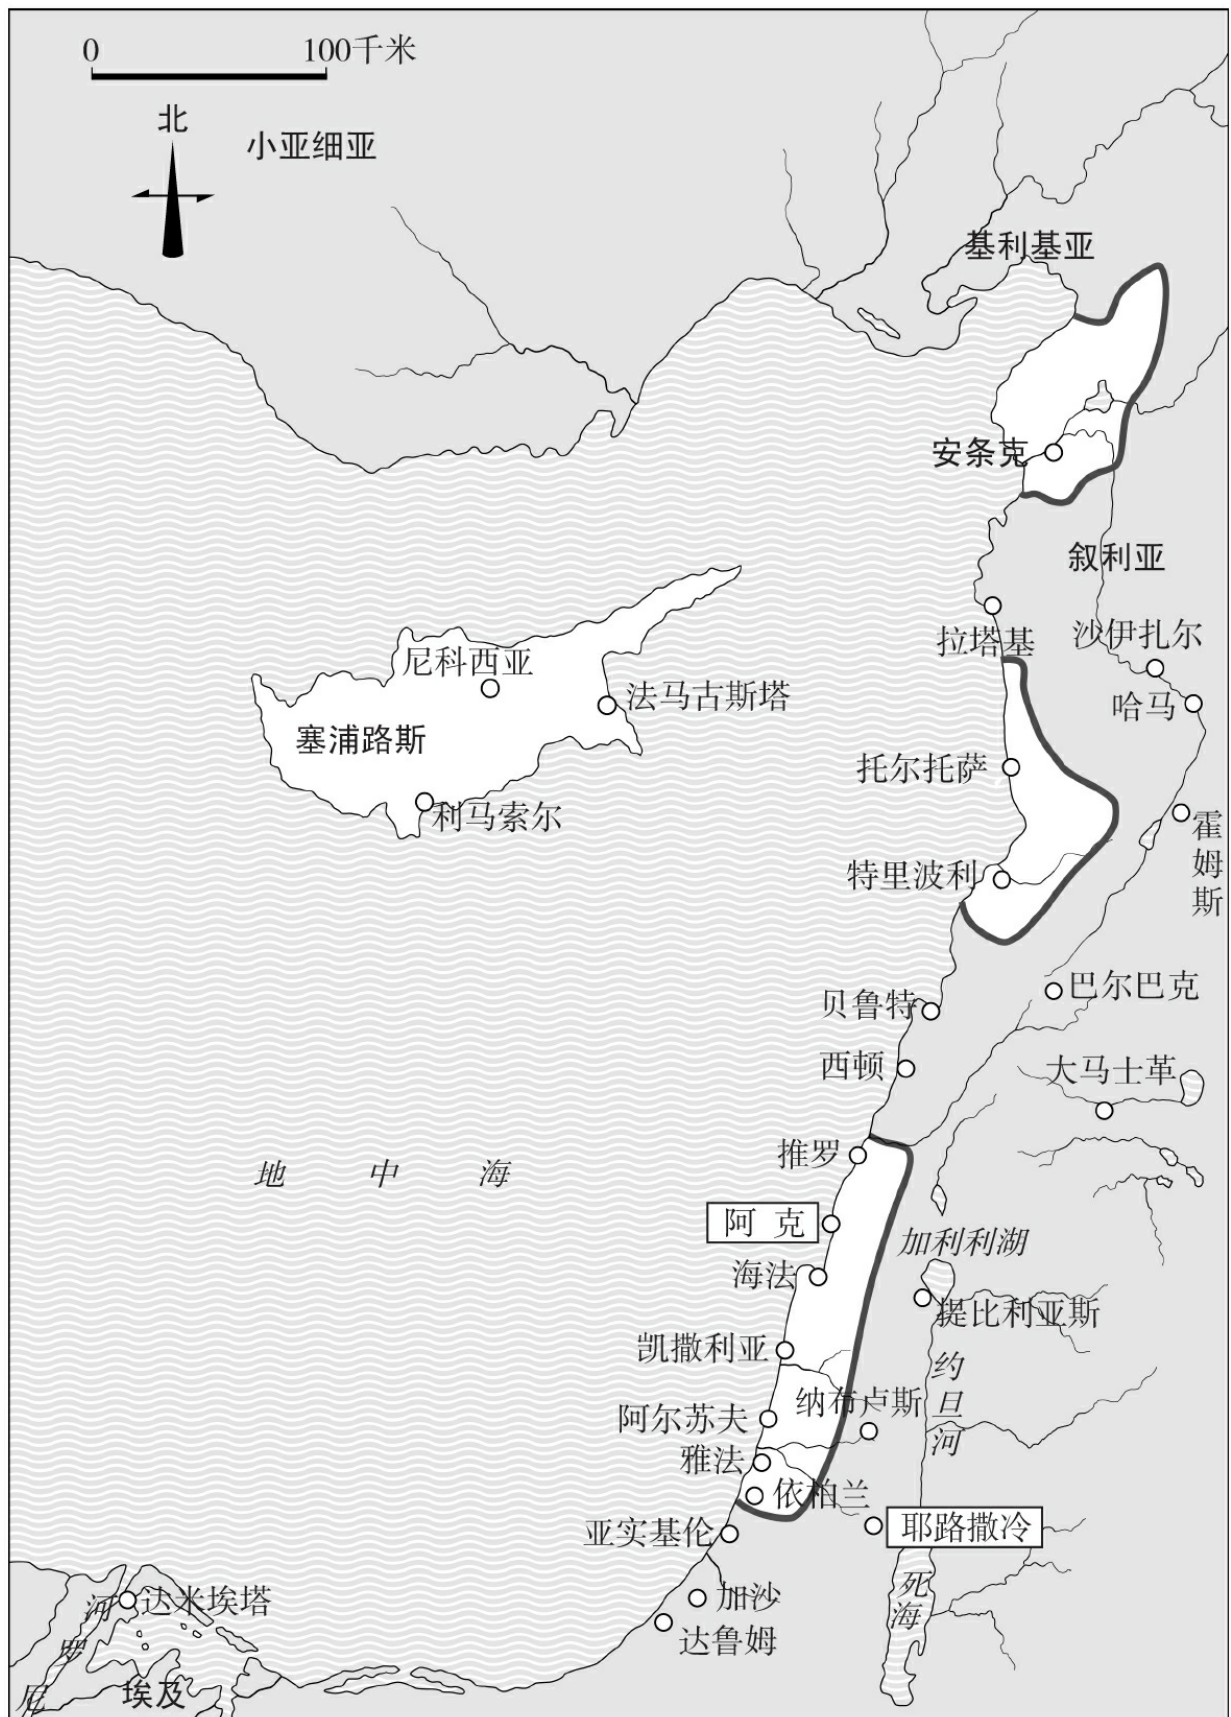 0 100千米
北
小亚细亚
基利基亚
安条克
叙利亚
拉塔基
沙伊扎尔
尼科西亚
法马古斯塔
哈马
塞浦路斯
托尔托萨
利马索尔
霍姆斯
特里波利
巴尔巴克
贝鲁特
西顿
大马士革
推罗
地中海
阿克
加利利湖
海法
提比利亚斯
凯撒利亚
约旦河
纳布卢斯
阿尔苏夫
雅法
依柏兰
亚实基伦
耶路撒冷
死海
加沙
达鲁姆
达米埃塔
尼罗河
埃及